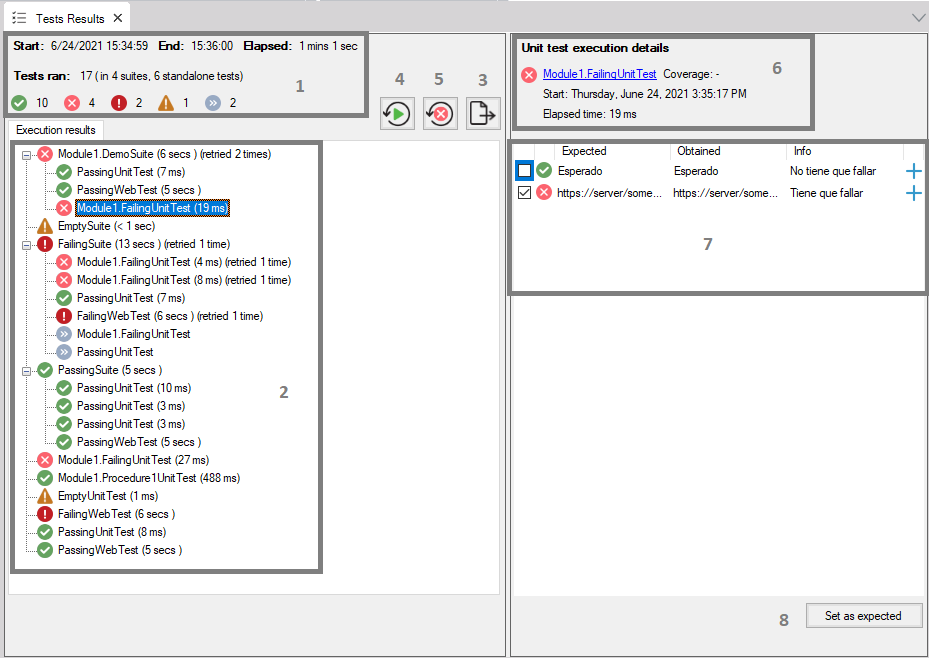 Tests Results
Start: 6/24/2021 15:34:59 End: 15:36:00 Elapsed: 1 mins 1 sec
Tests ran: 17 ( in 4 suites, 6 standalone tests)
1
10 4 2 1 2
4 5 3
Execution results
Module1.DemoSuite (6 secs ) (retried 2 times)
PassingUnitTest (7 ms)
PassingWebTest (5 secs )
Module1.FailingUnitTest (19 ms)
EmptySuite (< 1 sec)
FailingSuite (13 secs ) (retried 1 time)
Module1.FailingUnitTest (4 ms) (retried 1 time)
Module1.FailingUnitTest (8 ms) (retried 1 time)
PassingUnitTest (7 ms)
FailingWebTest (6 secs ) (retried 1 time)
Module1.FailingUnitTest
PassingUnitTest
PassingSuite (5 secs )
PassingUnitTest (10 ms)
2
PassingUnitTest (3 ms)
PassingUnitTest (3 ms)
PassingWebTest (5 secs )
Module1.FailingUnitTest (27 ms)
Module1.Procedure1UnitTest (488 ms)
EmptyUnitTest (1 ms)
FailingWebTest (6 secs )
PassingUnitTest (8 ms)
PassingWebTest (5 secs )
Unit test execution details
6
Module1.FailingUnitTest Coverage: -
Start: Thursday, June 24, 2021 3:35:17 PM
Elapsed time: 19 ms
Expected Obtained Info
Esperado Esperado No tiene que fallar
https://server/some... https://server/some... Tiene que fallar
7
8
Set as expected